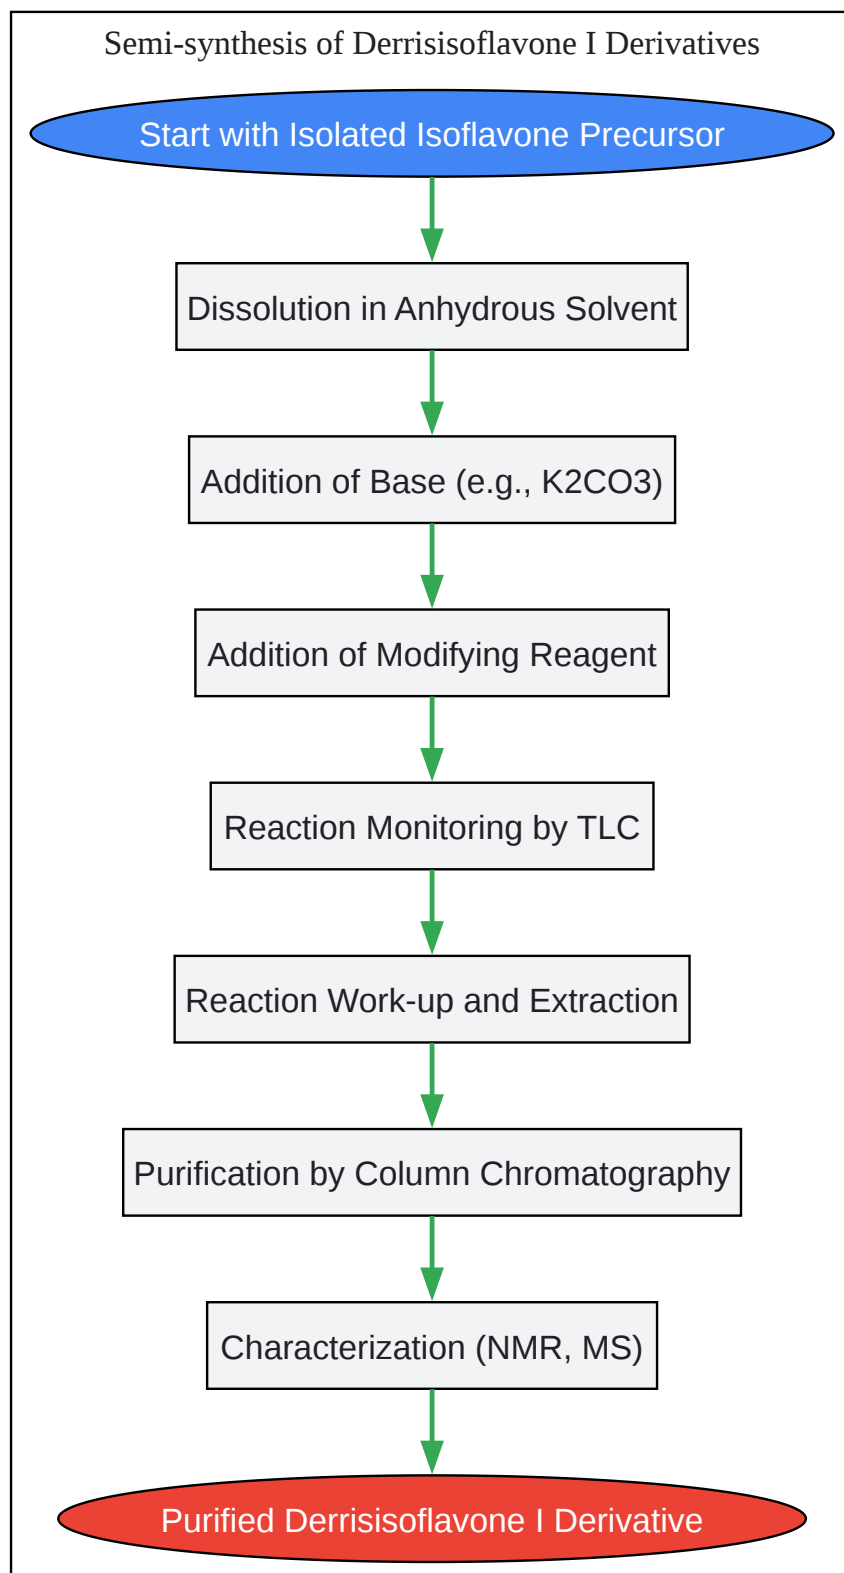 Semi-synthesis of Derrisisoflavone I Derivatives
Start with Isolated Isoflavone Precursor
Dissolution in Anhydrous Solvent
Addition of Base (e.g., K2CO3)
Addition of Modifying Reagent
Reaction Monitoring by TLC
Reaction Work-up and Extraction
Purification by Column Chromatography
Characterization (NMR, MS)
Purified Derrisisoflavone I Derivative